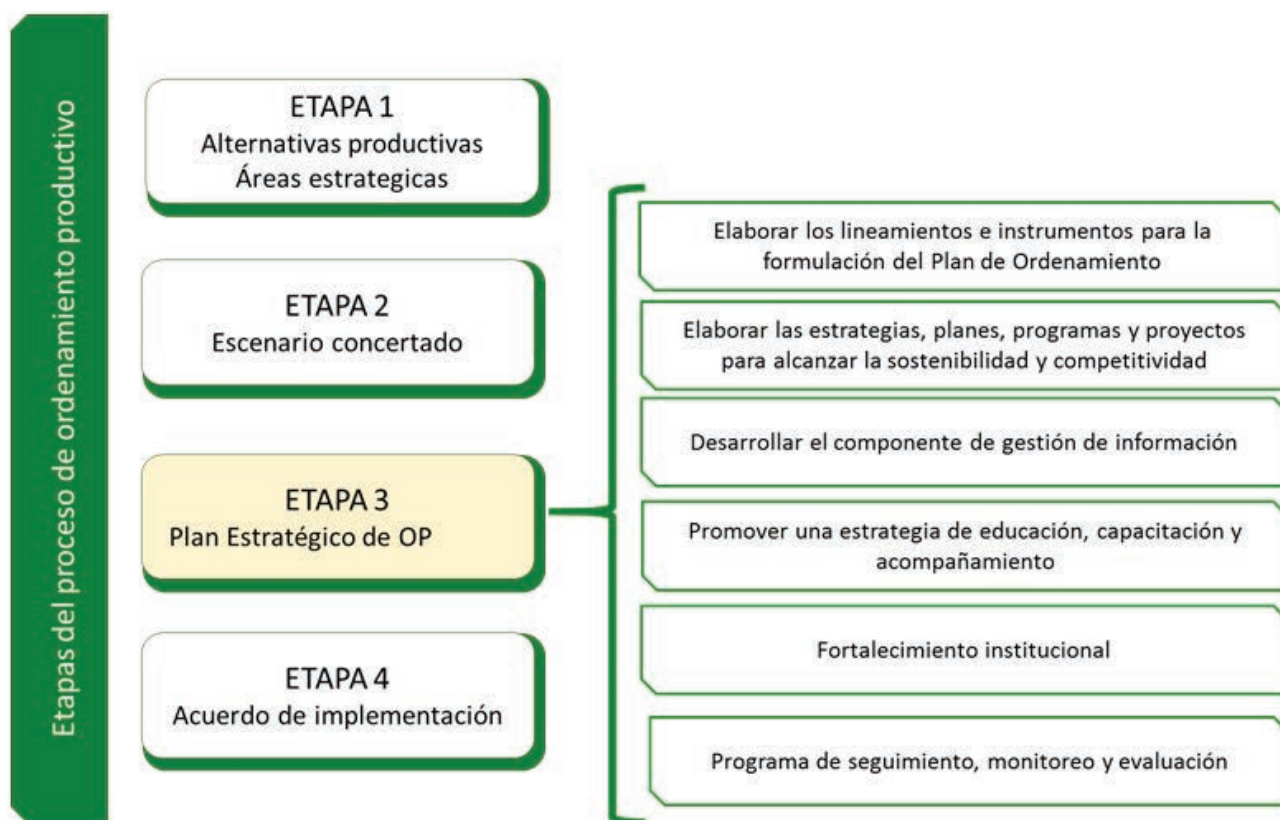 Etapas del proceso de ordenamiento productivo
ETAPA 1
Alternativas productivas
Áreas estrategicas
ETAPA 2
Escenario concertado
ETAPA 3
Plan Estratégico de OP
ETAPA 4
Acuerdo de implementación
Elaborar los lineamientos e instrumentos para la
formulación del Plan de Ordenamiento
Elaborar las estrategias, planes, programas y proyectos
para alcanzar la sostenibilidad y competitividad
Desarrollar el componente de gestión de información
Promover una estrategia de educación, capacitación y
acompañamiento
Fortalecimiento institucional
Programa de seguimiento, monitoreo y evaluación